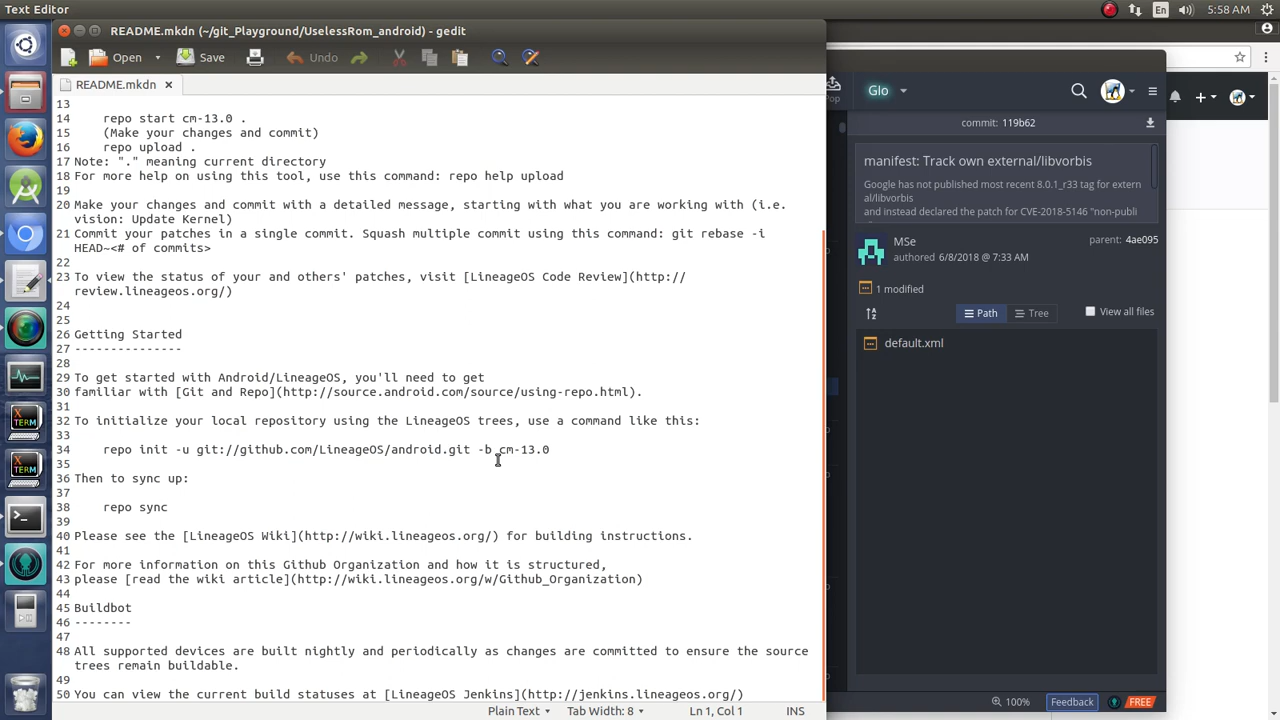 Text Editor
En
5:58 AM
README.mkdn (~/git_Playground/UselessRom_android) - gedit
Open
Save
Undo
README.mkdn
13
14 repo start cm-13.0 .
15 (Make your changes and commit)
16 repo upload .
17 Note: "." meaning current directory
18 For more help on using this tool, use this command: repo help upload
19
20 Make your changes and commit with a detailed message, starting with what you are working with (i.e.
vision: Update Kernel)
21 Commit your patches in a single commit. Squash multiple commit using this command: git rebase -i
HEAD~<# of commits>
22
23 To view the status of your and others' patches, visit [LineageOS Code Review](http://
review.lineageos.org/)
24
25
26 Getting Started
27 ---------------
28
29 To get started with Android/LineageOS, you'll need to get
30 familiar with [Git and Repo](http://source.android.com/source/using-repo.html).
31
32 To initialize your local repository using the LineageOS trees, use a command like this:
33
34 repo init -u git://github.com/LineageOS/android.git -b cm-13.0
35
36 Then to sync up:
37
38 repo sync
39
40 Please see the [LineageOS Wiki](http://wiki.lineageos.org/) for building instructions.
41
42 For more information on this Github Organization and how it is structured,
43 please [read the wiki article](http://wiki.lineageos.org/w/Github_Organization)
44
45 Buildbot
46 --------
47
48 All supported devices are built nightly and periodically as changes are committed to ensure the source
trees remain buildable.
49
50 You can view the current build statuses at [LineageOS Jenkins](http://jenkins.lineageos.org/)
Plain Text
Tab Width: 8
Ln 1, Col 1
INS
Pop
Glo
commit: 119b62
manifest: Track own external/libvorbis
Google has not published most recent 8.0.1_r33 tag for extern
al/libvorbis
and instead declared the patch for CVE-2018-5146 "non-publi
MSe
authored 6/8/2018 @ 7:33 AM
parent: 4ae095
1 modified
Path
Tree
View all files
default.xml
100%
Feedback
FREE
X
TERM
X
TERM